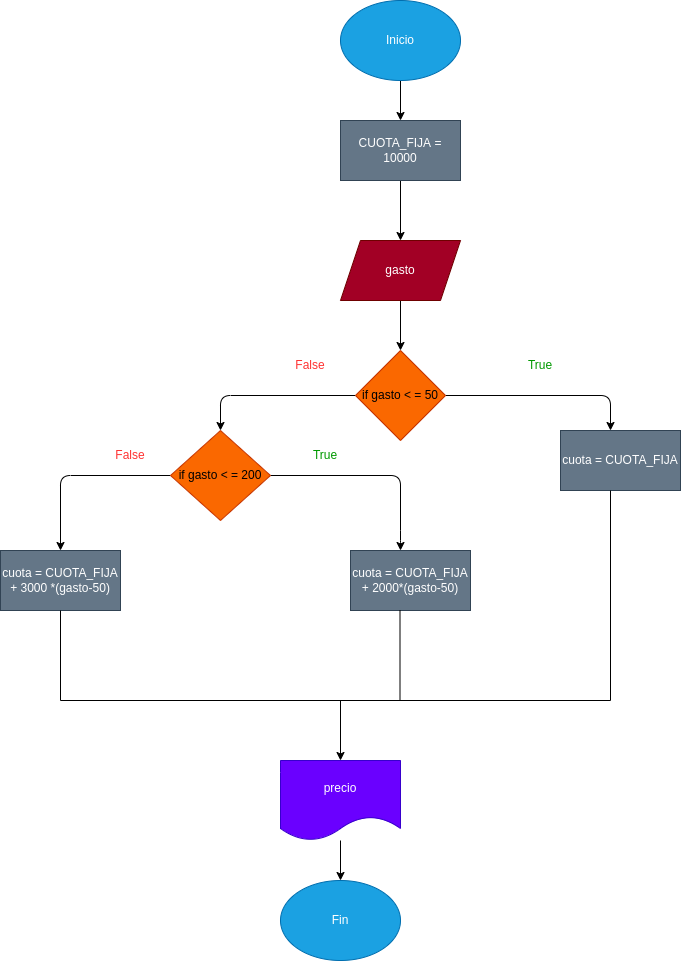 Inicio
CUOTA_FIJA =
10000
gasto
False
True
if gasto < = 50
False
True
if gasto < = 200
cuota = CUOTA_FIJA
cuota = CUOTA_FIJA
+ 3000 *(gasto-50)
cuota = CUOTA_FIJA
+ 2000*(gasto-50)
precio
Fin